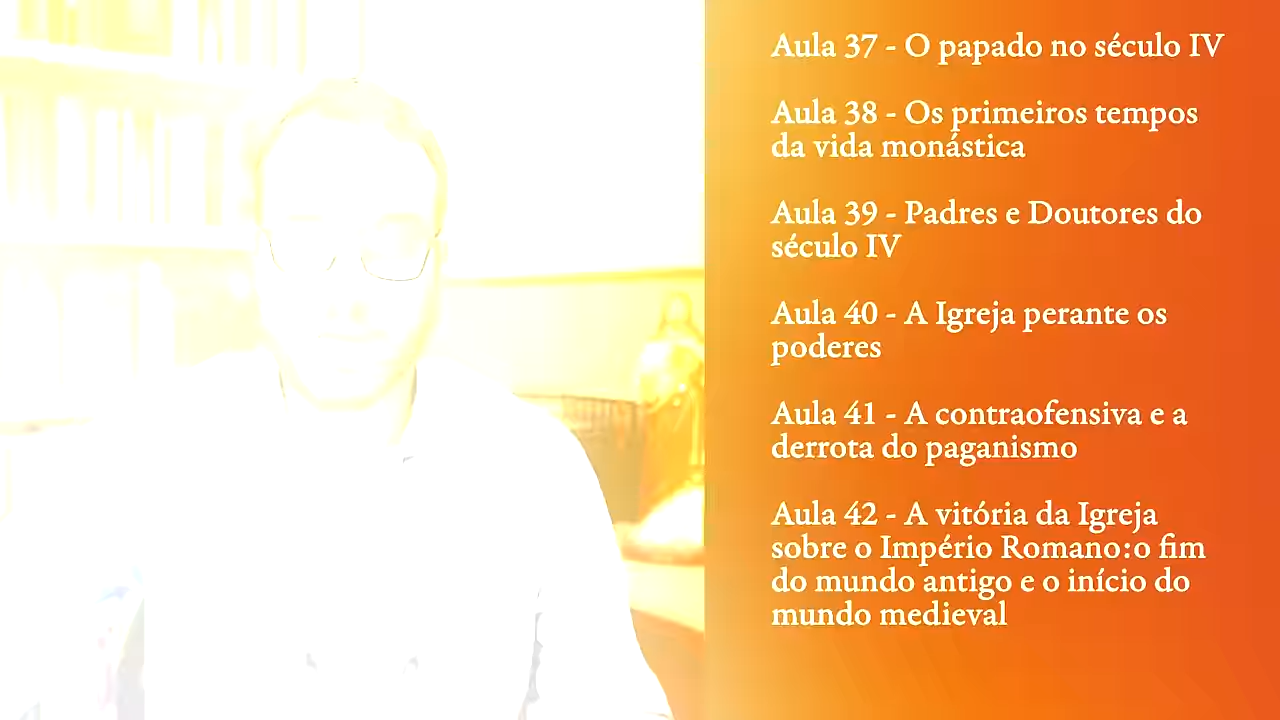 Aula 37 - O papado no século IV
Aula 38 - Os primeiros tempos
da vida monástica
Aula 39 - Padres e Doutores do
século IV
Aula 40 - A Igreja perante os
poderes
Aula 41 - A contraofensiva e a
derrota do paganismo
Aula 42 - A vitória da Igreja
sobre o Império Romano:o fim
do mundo antigo e o início do
mundo medieval